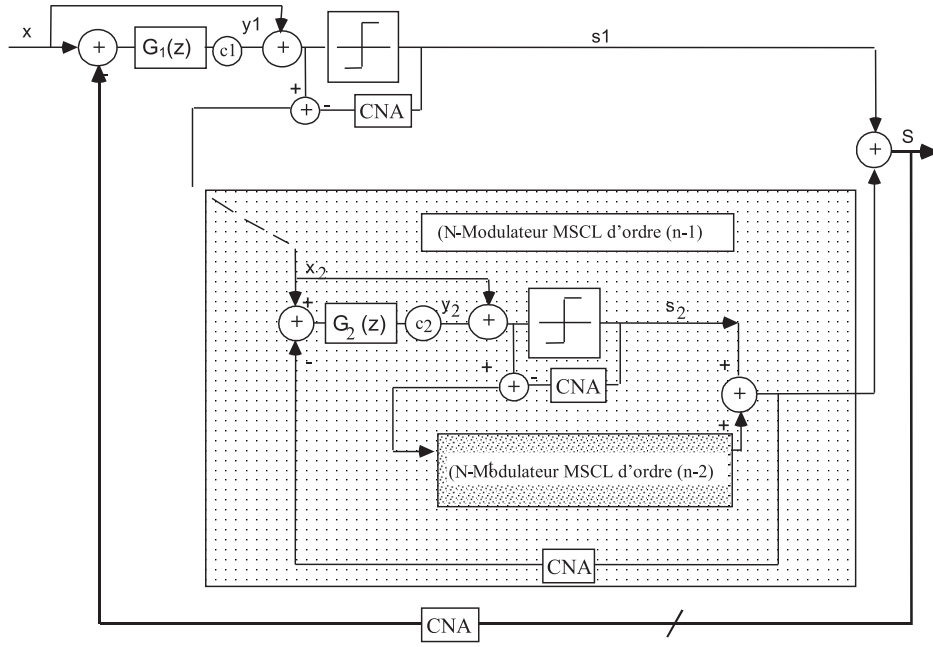 x
y1
s1
+
G1(z)
c1
+
-
+
+
-
CNA
+
S
(N-Modulateur MSCL d'ordre (n-1)
x2
+
+
G2 (z)
c2
y2
+
s2
-
+
+
-
CNA
+
+
+
(N-Modulateur MSCL d'ordre (n-2)
CNA
CNA